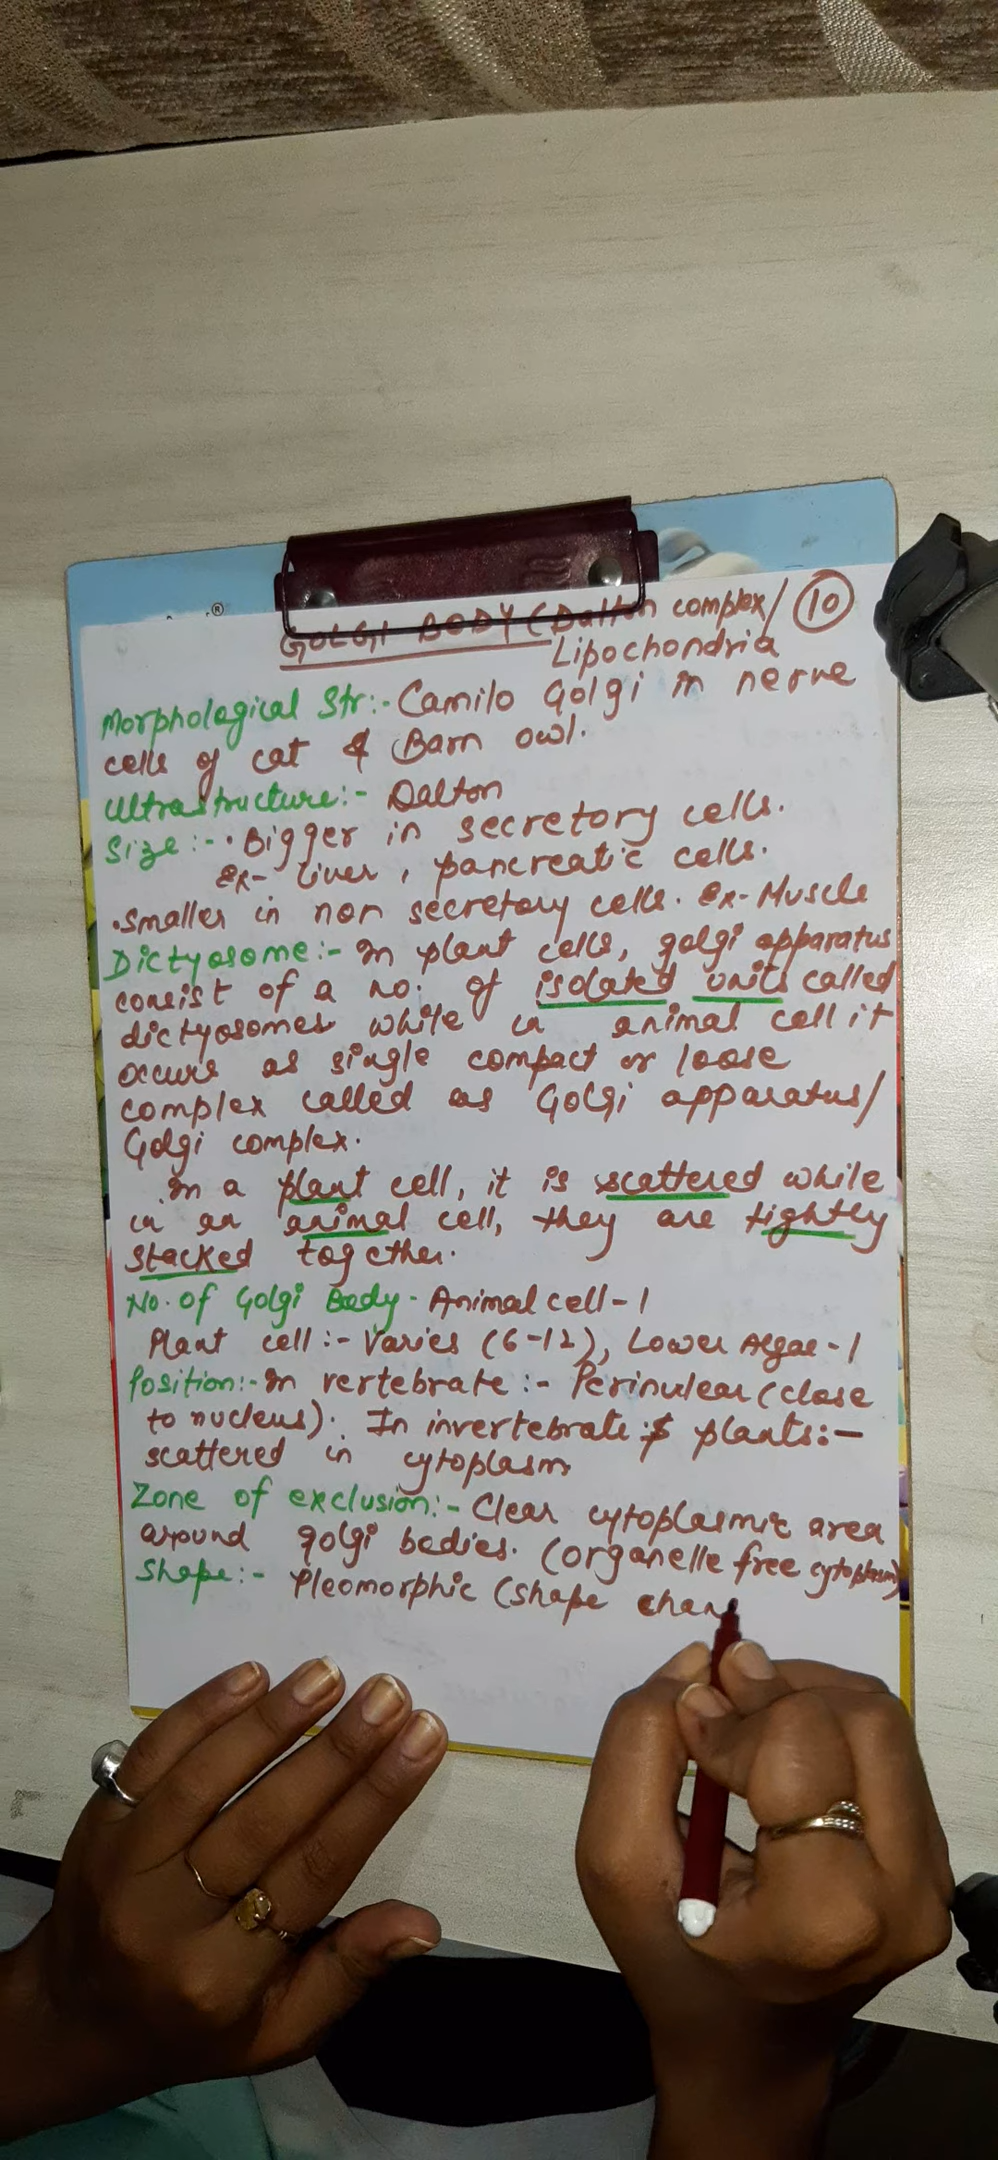 GOLGI BODY (Dalton complex/ 10
Lipochondria
Morphological Str:- Camilo Golgi in nerve
cells of cat & Barn owl.
Ultrastructure:- Dalton
Size:- • Bigger in secretory cells.
Ex- Liver, pancreatic cells.
• Smaller in non secretory cells. Ex- Muscle
Dictyosome:- In plant cells, golgi apparatus
consist of a no. of isolated units called
dictyosomes while in animal cell it
occurs as single compact or loose
complex called as Golgi apparatus/
Golgi complex.
In a plant cell, it is scattered while
in an animal cell, they are tightly
stacked together.
No. of Golgi Body - Animal cell - 1
Plant cell:- Varies (6-12), Lower Algae - 1
Position:- In vertebrate:- Perinulear (close
to nucleus). In invertebrate & plants:-
scattered in cytoplasm
Zone of exclusion:- Clear cytoplasmic area
around golgi bodies. (organelle free cytoplasm)
Shape:- Pleomorphic (shape chan
®